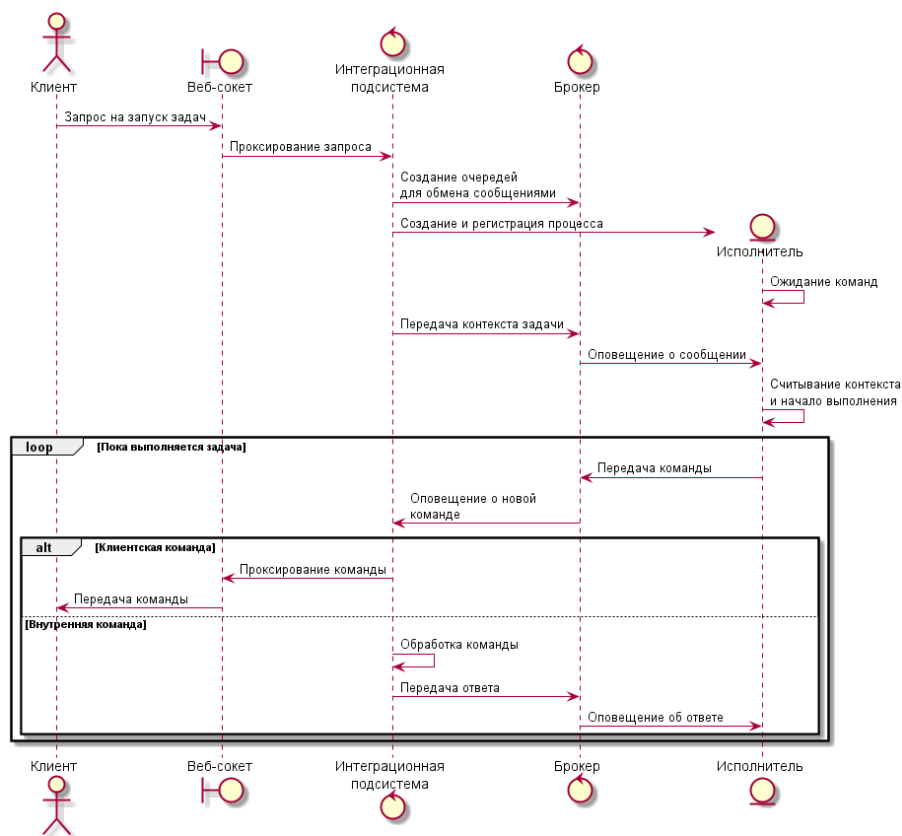 Клиент
Веб-сокет
Интеграционная
подсистема
Брокер
Запрос на запуск задач
Проксирование запроса
Создание очередей
для обмена сообщениями
Создание и регистрация процесса
Исполнитель
Ожидание команд
Передача контекста задачи
Оповещение о сообщении
Считывание контекста
и начало выполнения
loop [Пока выполняется задача]
Передача команды
Оповещение о новой
команде
alt [Клиентская команда]
Проксирование команды
Передача команды
[Внутренняя команда]
Обработка команды
Передача ответа
Оповещение об ответе
Клиент
Веб-сокет
Интеграционная
подсистема
Брокер
Исполнитель